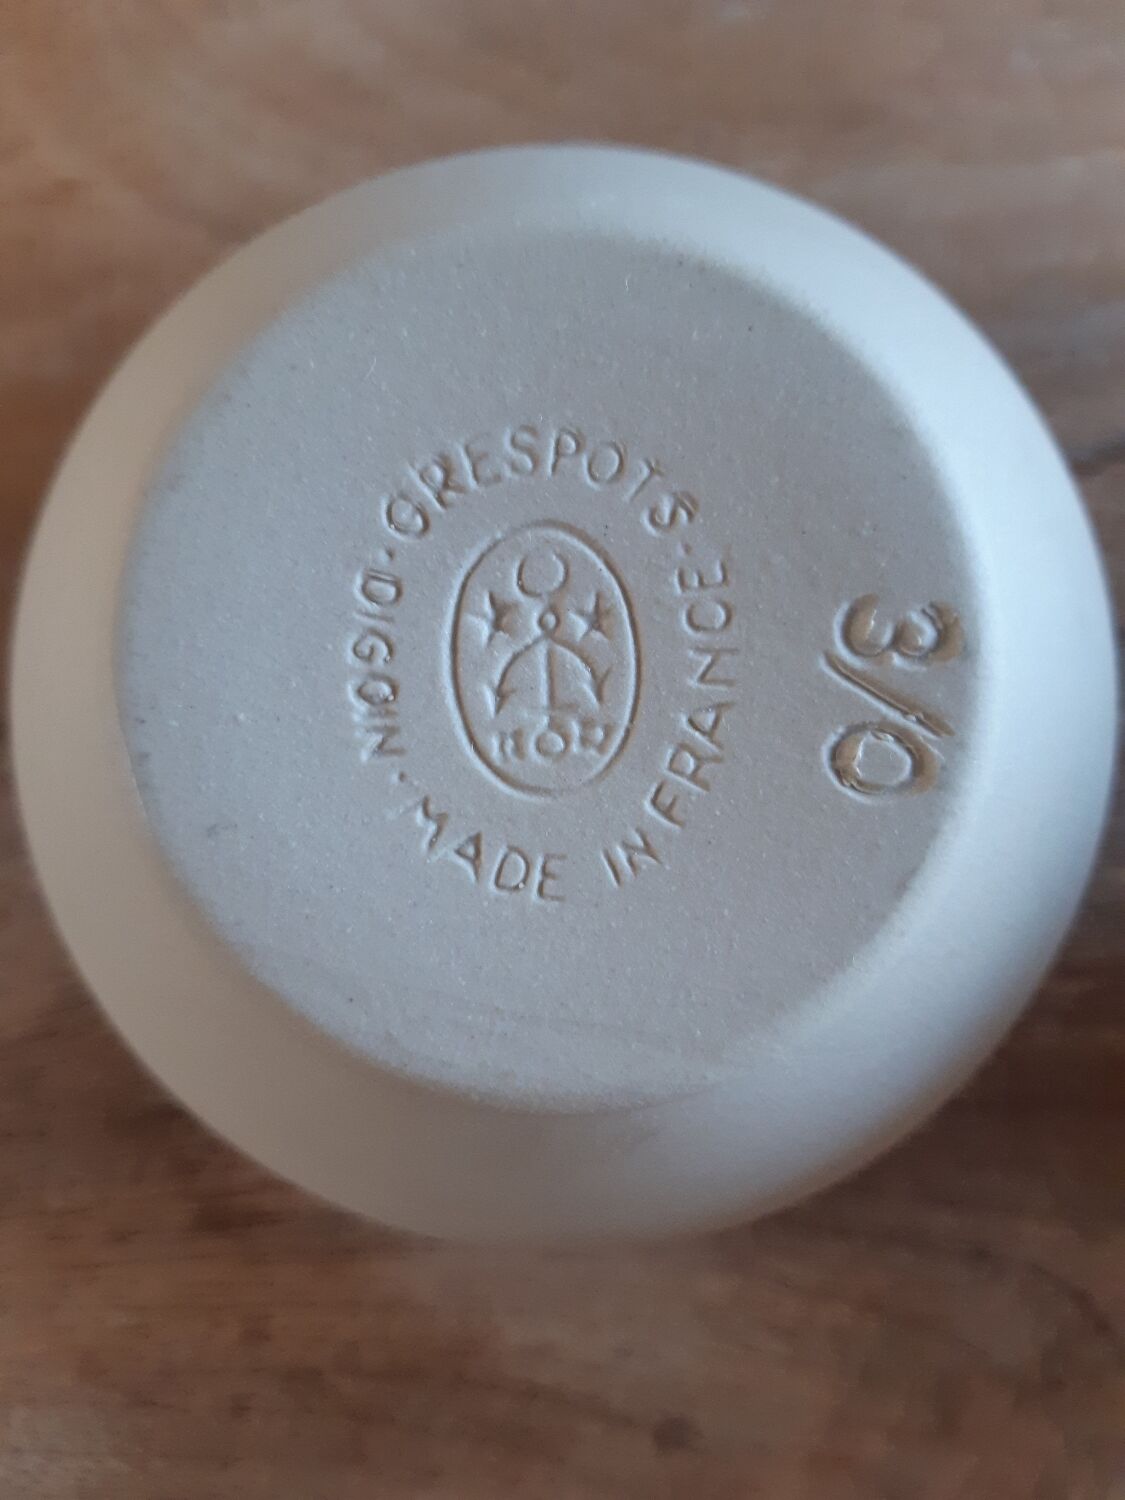 ·GRESPOTS·
DIGOIN·
MADE IN FRANCE
3/0